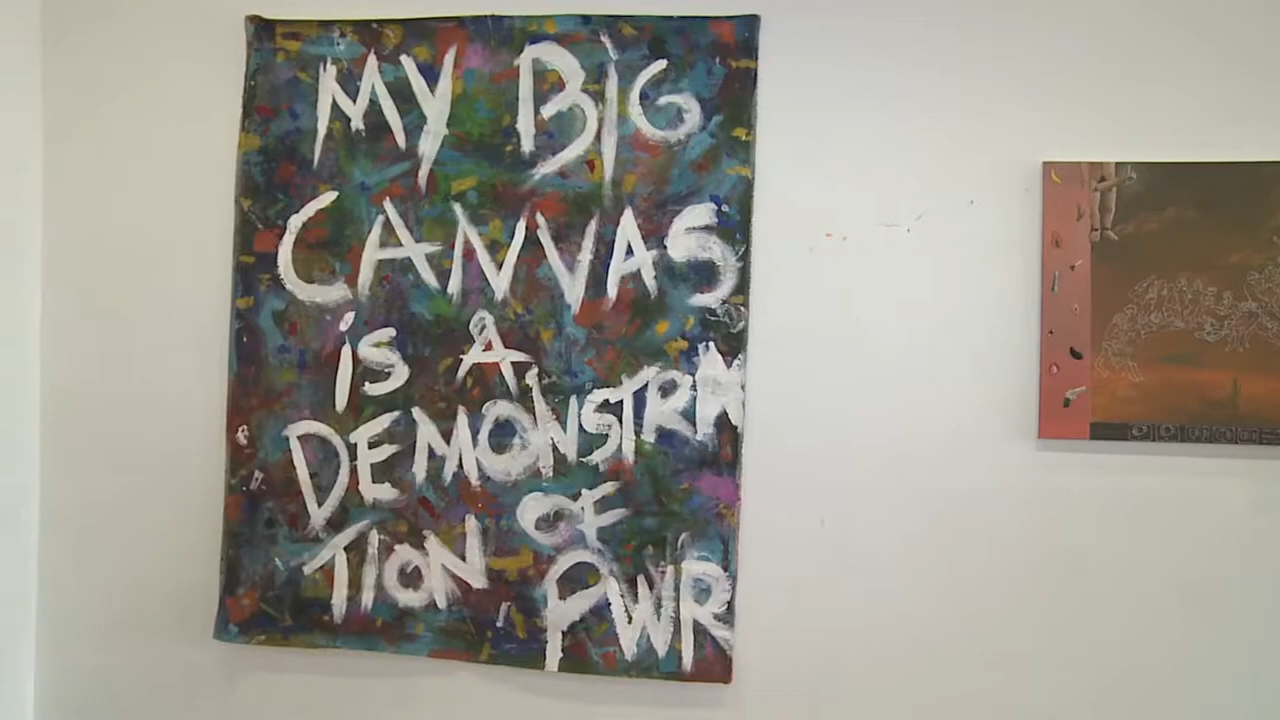 MY BiG
CANVAS
is A
DEMONSTRA
TION OF
PWR